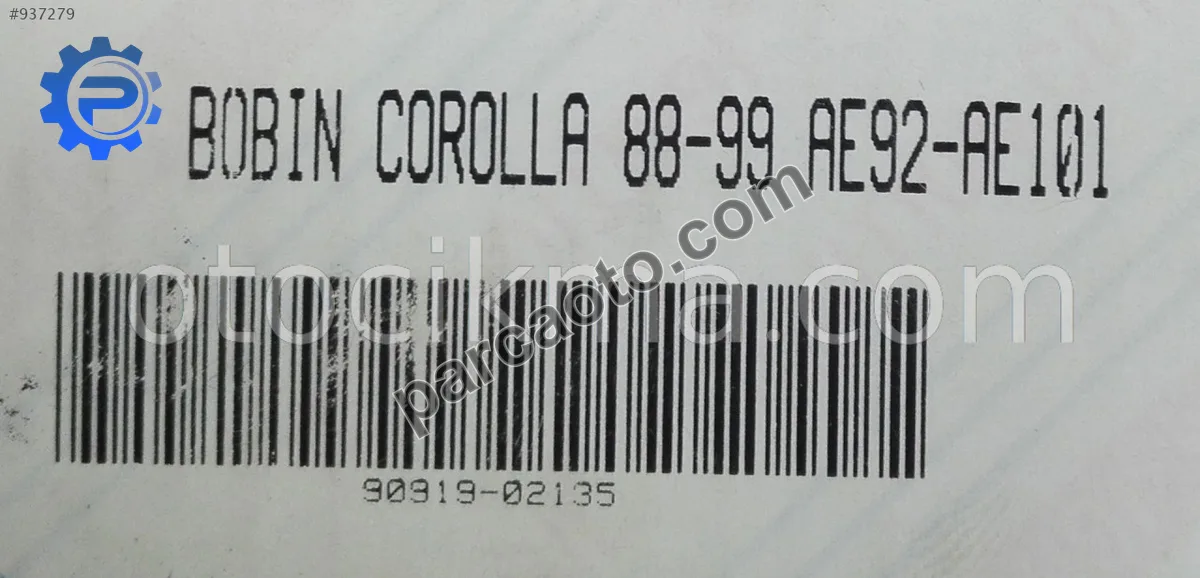 #937279
BOBIN COROLLA 88-99 AE92-AE101
parcaoto.com
otocikma.com
90919-02135